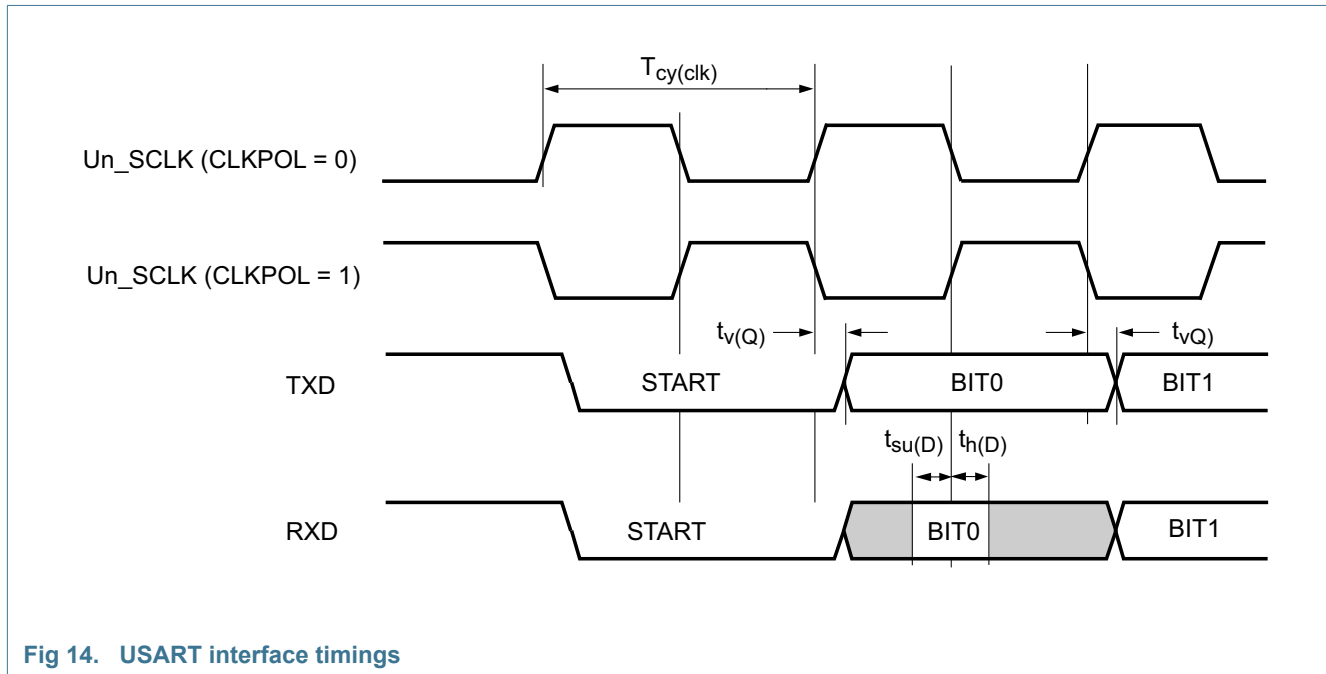 Tcy(clk)
Un_SCLK (CLKPOL = 0)
Un_SCLK (CLKPOL = 1)
tv(Q) tvQ)
TXD START BIT0 BIT1
tsu(D) th(D)
RXD START BIT0 BIT1
Fig 14. USART interface timings